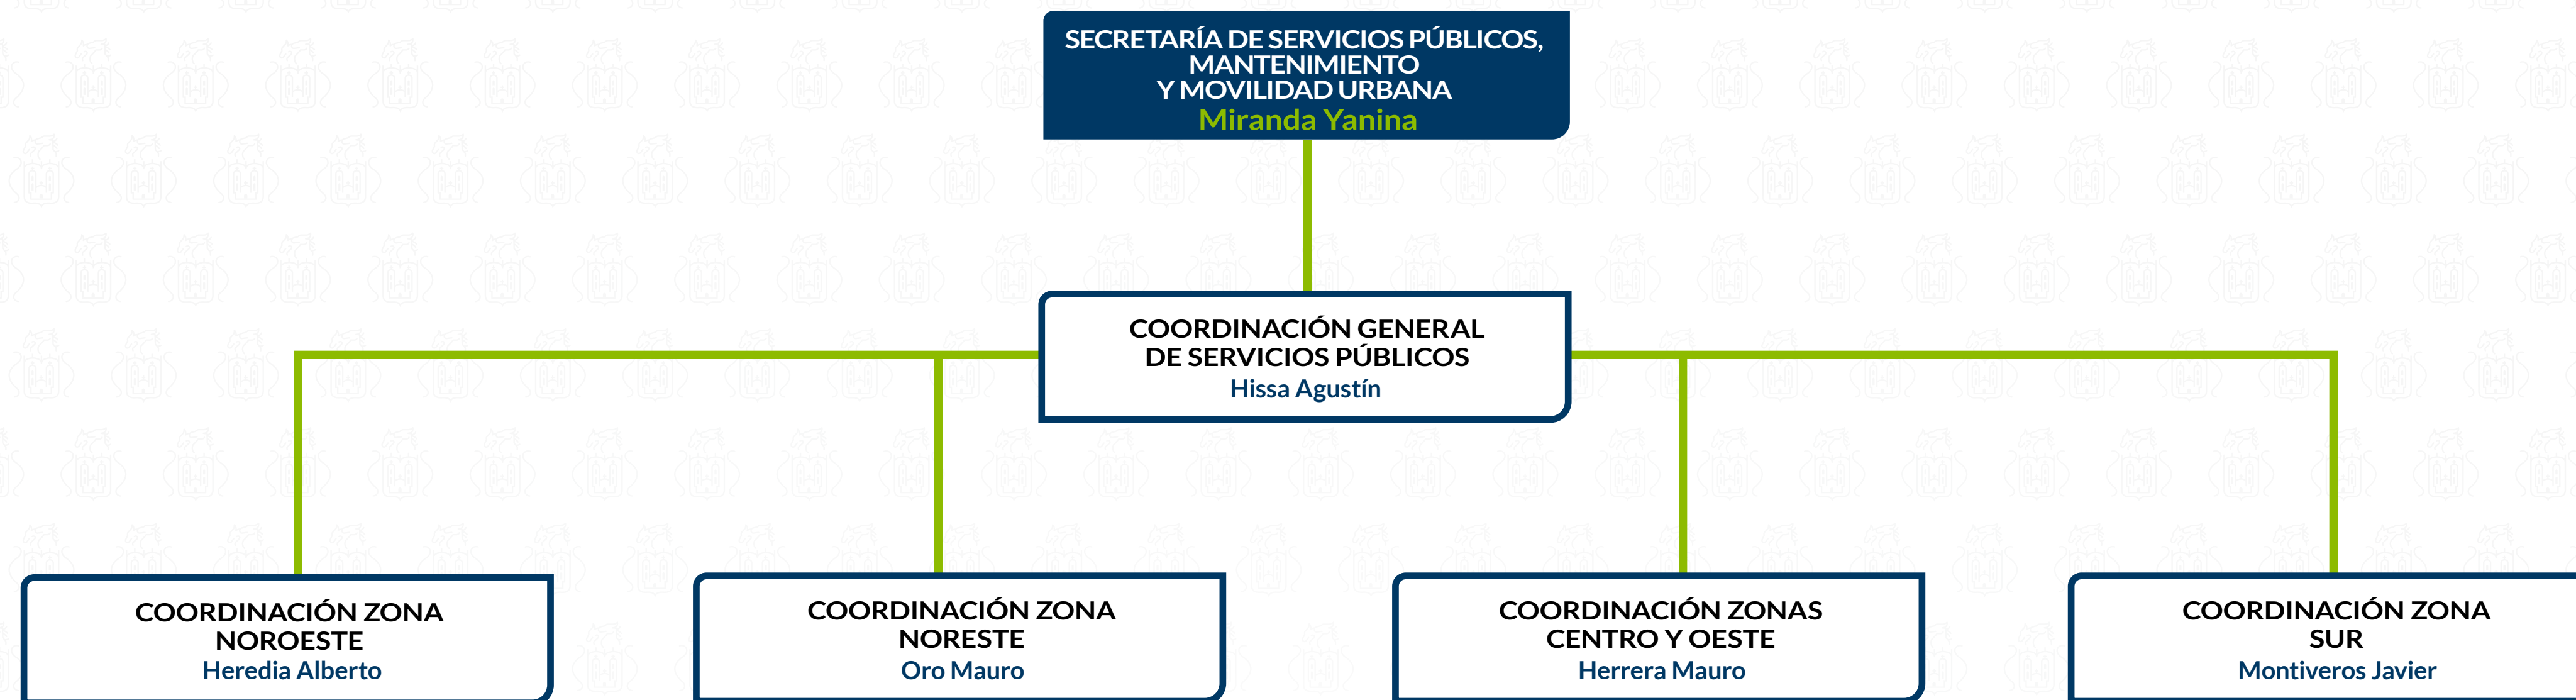 SECRETARÍA DE SERVICIOS PÚBLICOS,
MANTENIMIENTO
Y MOVILIDAD URBANA
Miranda Yanina
COORDINACIÓN GENERAL
DE SERVICIOS PÚBLICOS
Hissa Agustín
COORDINACIÓN ZONA
NOROESTE
Heredia Alberto
COORDINACIÓN ZONA
NORESTE
Oro Mauro
COORDINACIÓN ZONAS
CENTRO Y OESTE
Herrera Mauro
COORDINACIÓN ZONA
SUR
Montiveros Javier